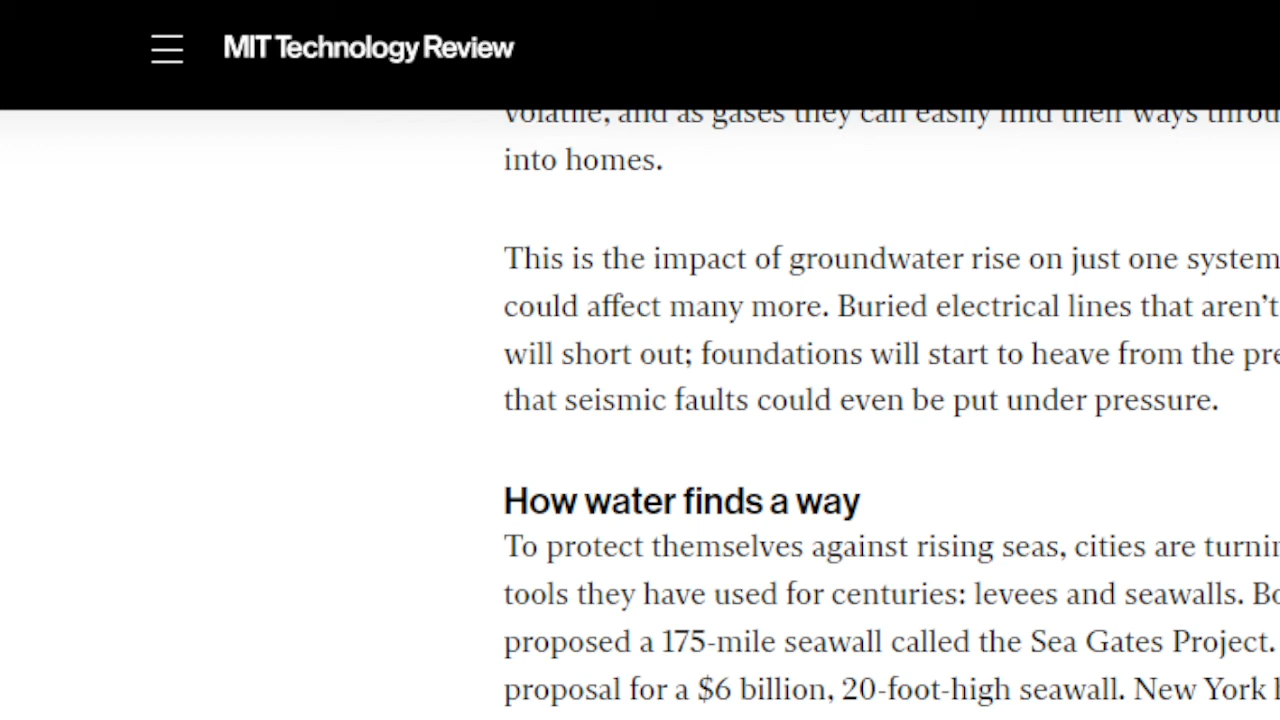 MIT Technology Review
volatile, and as gases they can easily find their ways
into homes.
This is the impact of groundwater rise on just one system
could affect many more. Buried electrical lines that aren’t
will short out; foundations will start to heave from the
that seismic faults could even be put under pressure.
How water finds a way
To protect themselves against rising seas, cities are
tools they have used for centuries: levees and seawalls.
proposed a 175-mile seawall called the Sea Gates Project.
proposal for a $6 billion, 20-foot-high seawall. New York